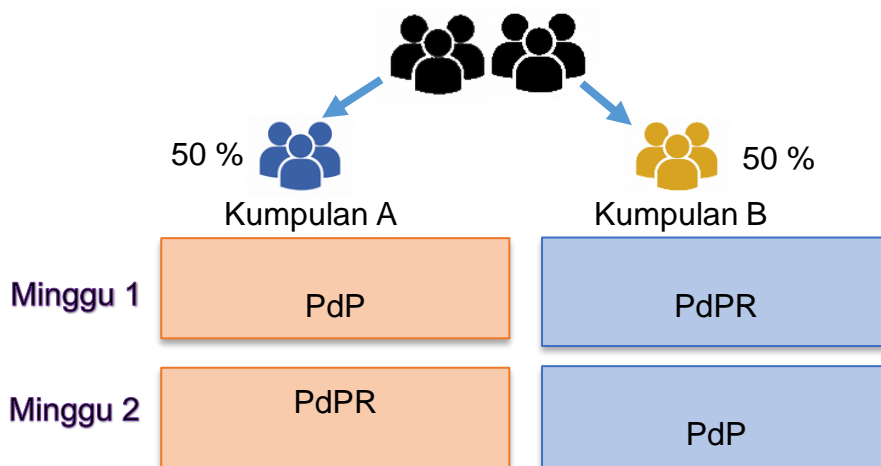 50 %
50 %
Kumpulan A
Kumpulan B
Minggu 1
PdP
PdPR
Minggu 2
PdPR
PdP